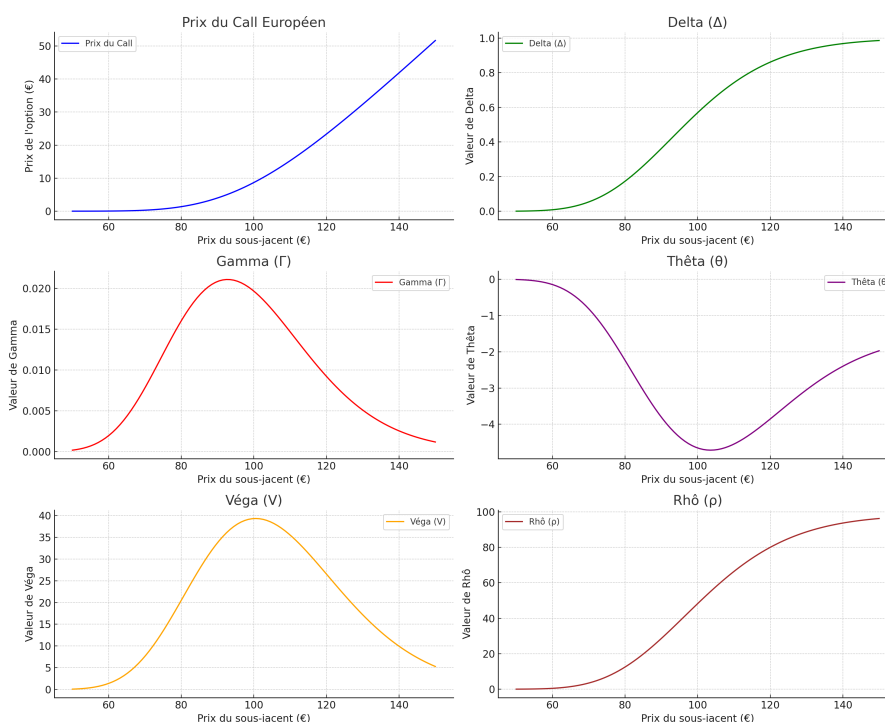 Prix du Call Européen
Prix du Call
Prix de l'option (€)
50
40
30
20
10
0
60 80 100 120 140
Prix du sous-jacent (€)
Delta (Δ)
Delta (Δ)
Valeur de Delta
1.0
0.8
0.6
0.4
0.2
0.0
60 80 100 120 140
Prix du sous-jacent (€)
Gamma (Γ)
Gamma (Γ)
Valeur de Gamma
0.020
0.015
0.010
0.005
0.000
60 80 100 120 140
Prix du sous-jacent (€)
Thêta (θ)
Thêta (θ
Valeur de Thêta
0
−1
−2
−3
−4
60 80 100 120 140
Prix du sous-jacent (€)
Véga (V)
Véga (V)
Valeur de Véga
40
35
30
25
20
15
10
5
0
60 80 100 120 140
Prix du sous-jacent (€)
Rhô (ρ)
Rhô (ρ)
Valeur de Rhô
100
80
60
40
20
0
60 80 100 120 140
Prix du sous-jacent (€)